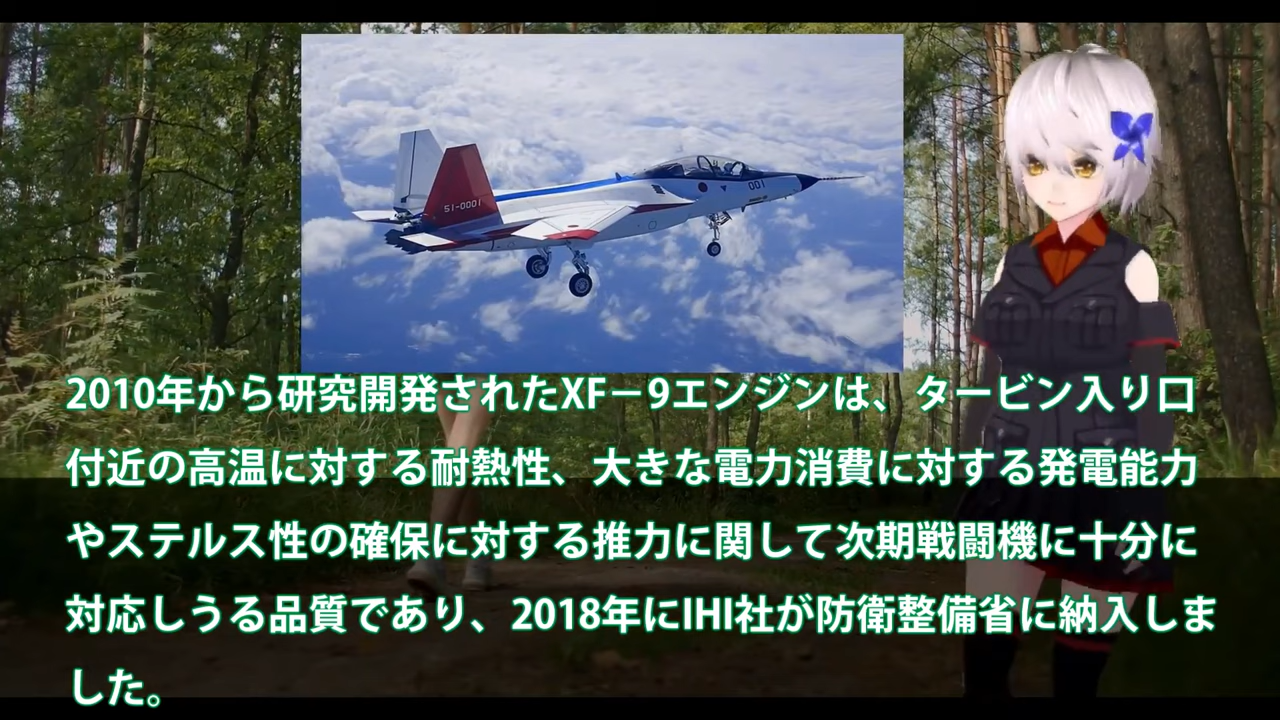 001
51-0001
2010年から研究開発されたXF－9エンジンは、タービン入り口
付近の高温に対する耐熱性、大きな電力消費に対する発電能力
やステルス性の確保に対する推力に関して次期戦闘機に十分に
対応しうる品質であり、2018年にIHI社が防衛整備省に納入しま
した。